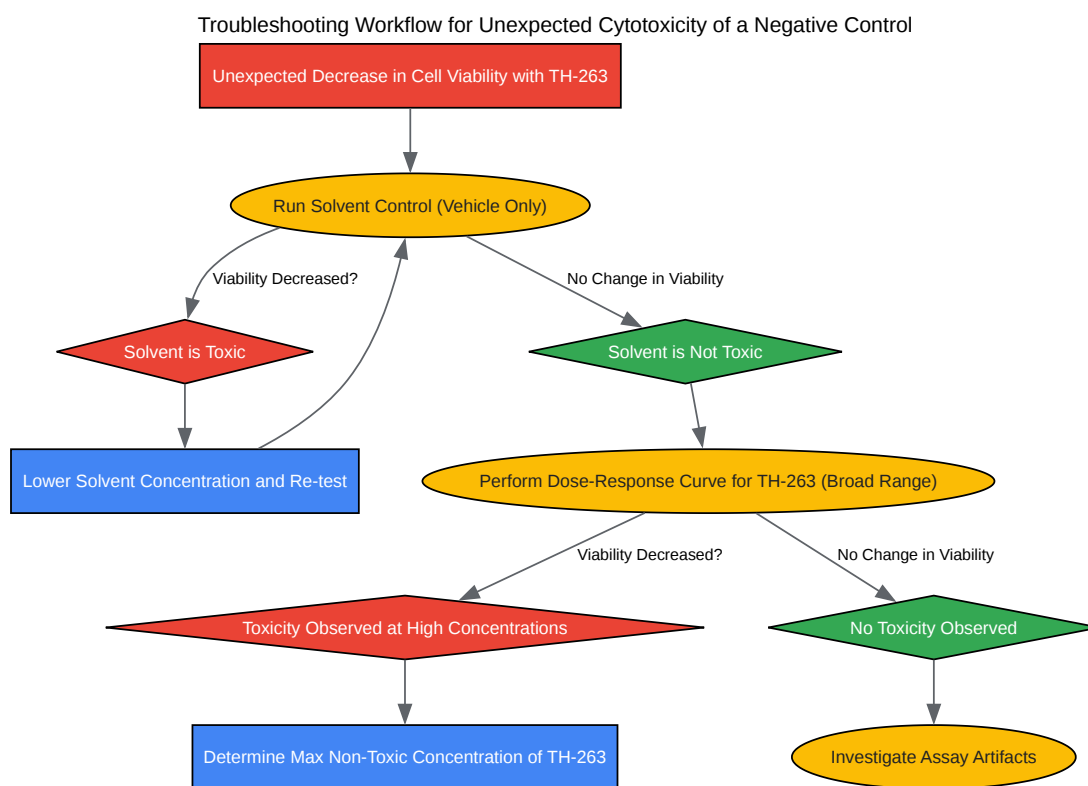 Troubleshooting Workflow for Unexpected Cytotoxicity of a Negative Control
Unexpected Decrease in Cell Viability with TH-263
Run Solvent Control (Vehicle Only)
Viability Decreased?
No Change in Viability
Solvent is Toxic
Solvent is Not Toxic
Lower Solvent Concentration and Re-test
Perform Dose-Response Curve for TH-263 (Broad Range)
Viability Decreased?
No Change in Viability
Toxicity Observed at High Concentrations
No Toxicity Observed
Determine Max Non-Toxic Concentration of TH-263
Investigate Assay Artifacts